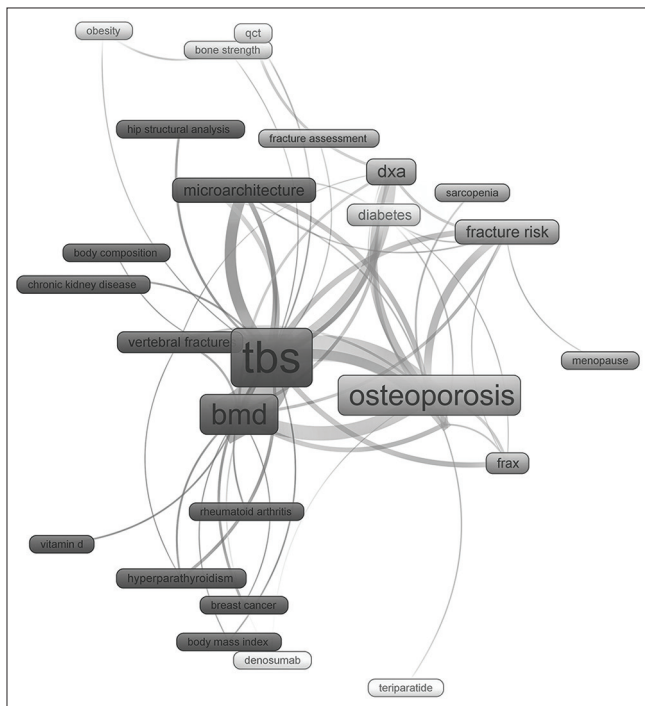 obesity
qct
bone strength
hip structural analysis
fracture assessment
dxa
microarchitecture
sarcopenia
diabetes
fracture risk
body composition
chronic kidney disease
vertebral fracture
tbs
menopause
osteoporosis
bmd
frax
rheumatoid arthritis
vitamin d
hyperparathyroidism
breast cancer
body mass index
denosumab
teriparatide